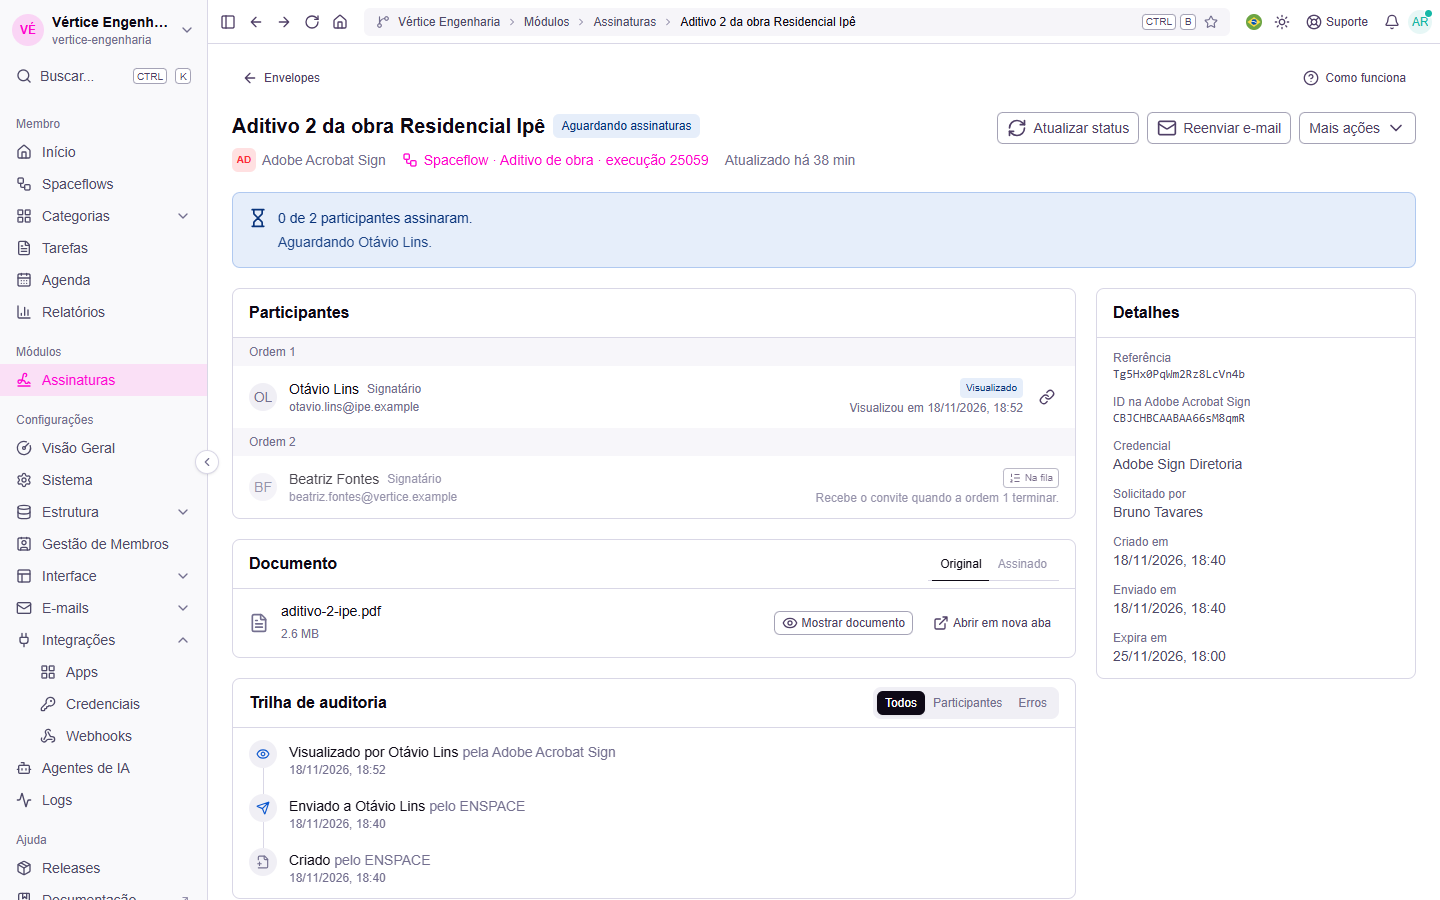 VÉ
Vértice Engenh...
vertice-engenharia
Buscar...
CTRL K
Membro
Início
Spaceflows
Categorias
Tarefas
Agenda
Relatórios
Módulos
Assinaturas
Configurações
Visão Geral
Sistema
Estrutura
Gestão de Membros
Interface
E-mails
Integrações
Apps
Credenciais
Webhooks
Agentes de IA
Logs
Ajuda
Releases
Documentação
Vértice Engenharia
Módulos
Assinaturas
Aditivo 2 da obra Residencial Ipê
CTRL B
Suporte
AR
Envelopes
Como funciona
Aditivo 2 da obra Residencial Ipê
Aguardando assinaturas
Atualizar status
Reenviar e-mail
Mais ações
AD Adobe Acrobat Sign
Spaceflow · Aditivo de obra · execução 25059
Atualizado há 38 min
0 de 2 participantes assinaram.
Aguardando Otávio Lins.
Participantes
Ordem 1
OL
Otávio Lins Signatário
otavio.lins@ipe.example
Visualizado
Visualizou em 18/11/2026, 18:52
Ordem 2
BF
Beatriz Fontes Signatário
beatriz.fontes@vertice.example
Na fila
Recebe o convite quando a ordem 1 terminar.
Documento
Original Assinado
aditivo-2-ipe.pdf
2.6 MB
Mostrar documento
Abrir em nova aba
Trilha de auditoria
Todos Participantes Erros
Visualizado por Otávio Lins pela Adobe Acrobat Sign
18/11/2026, 18:52
Enviado a Otávio Lins pelo ENSPACE
18/11/2026, 18:40
Criado pelo ENSPACE
18/11/2026, 18:40
Detalhes
Referência
Tg5Hx0PqWm2Rz8LcVn4b
ID na Adobe Acrobat Sign
CBJCHBCAABAA66sM8qmR
Credencial
Adobe Sign Diretoria
Solicitado por
Bruno Tavares
Criado em
18/11/2026, 18:40
Enviado em
18/11/2026, 18:40
Expira em
25/11/2026, 18:00